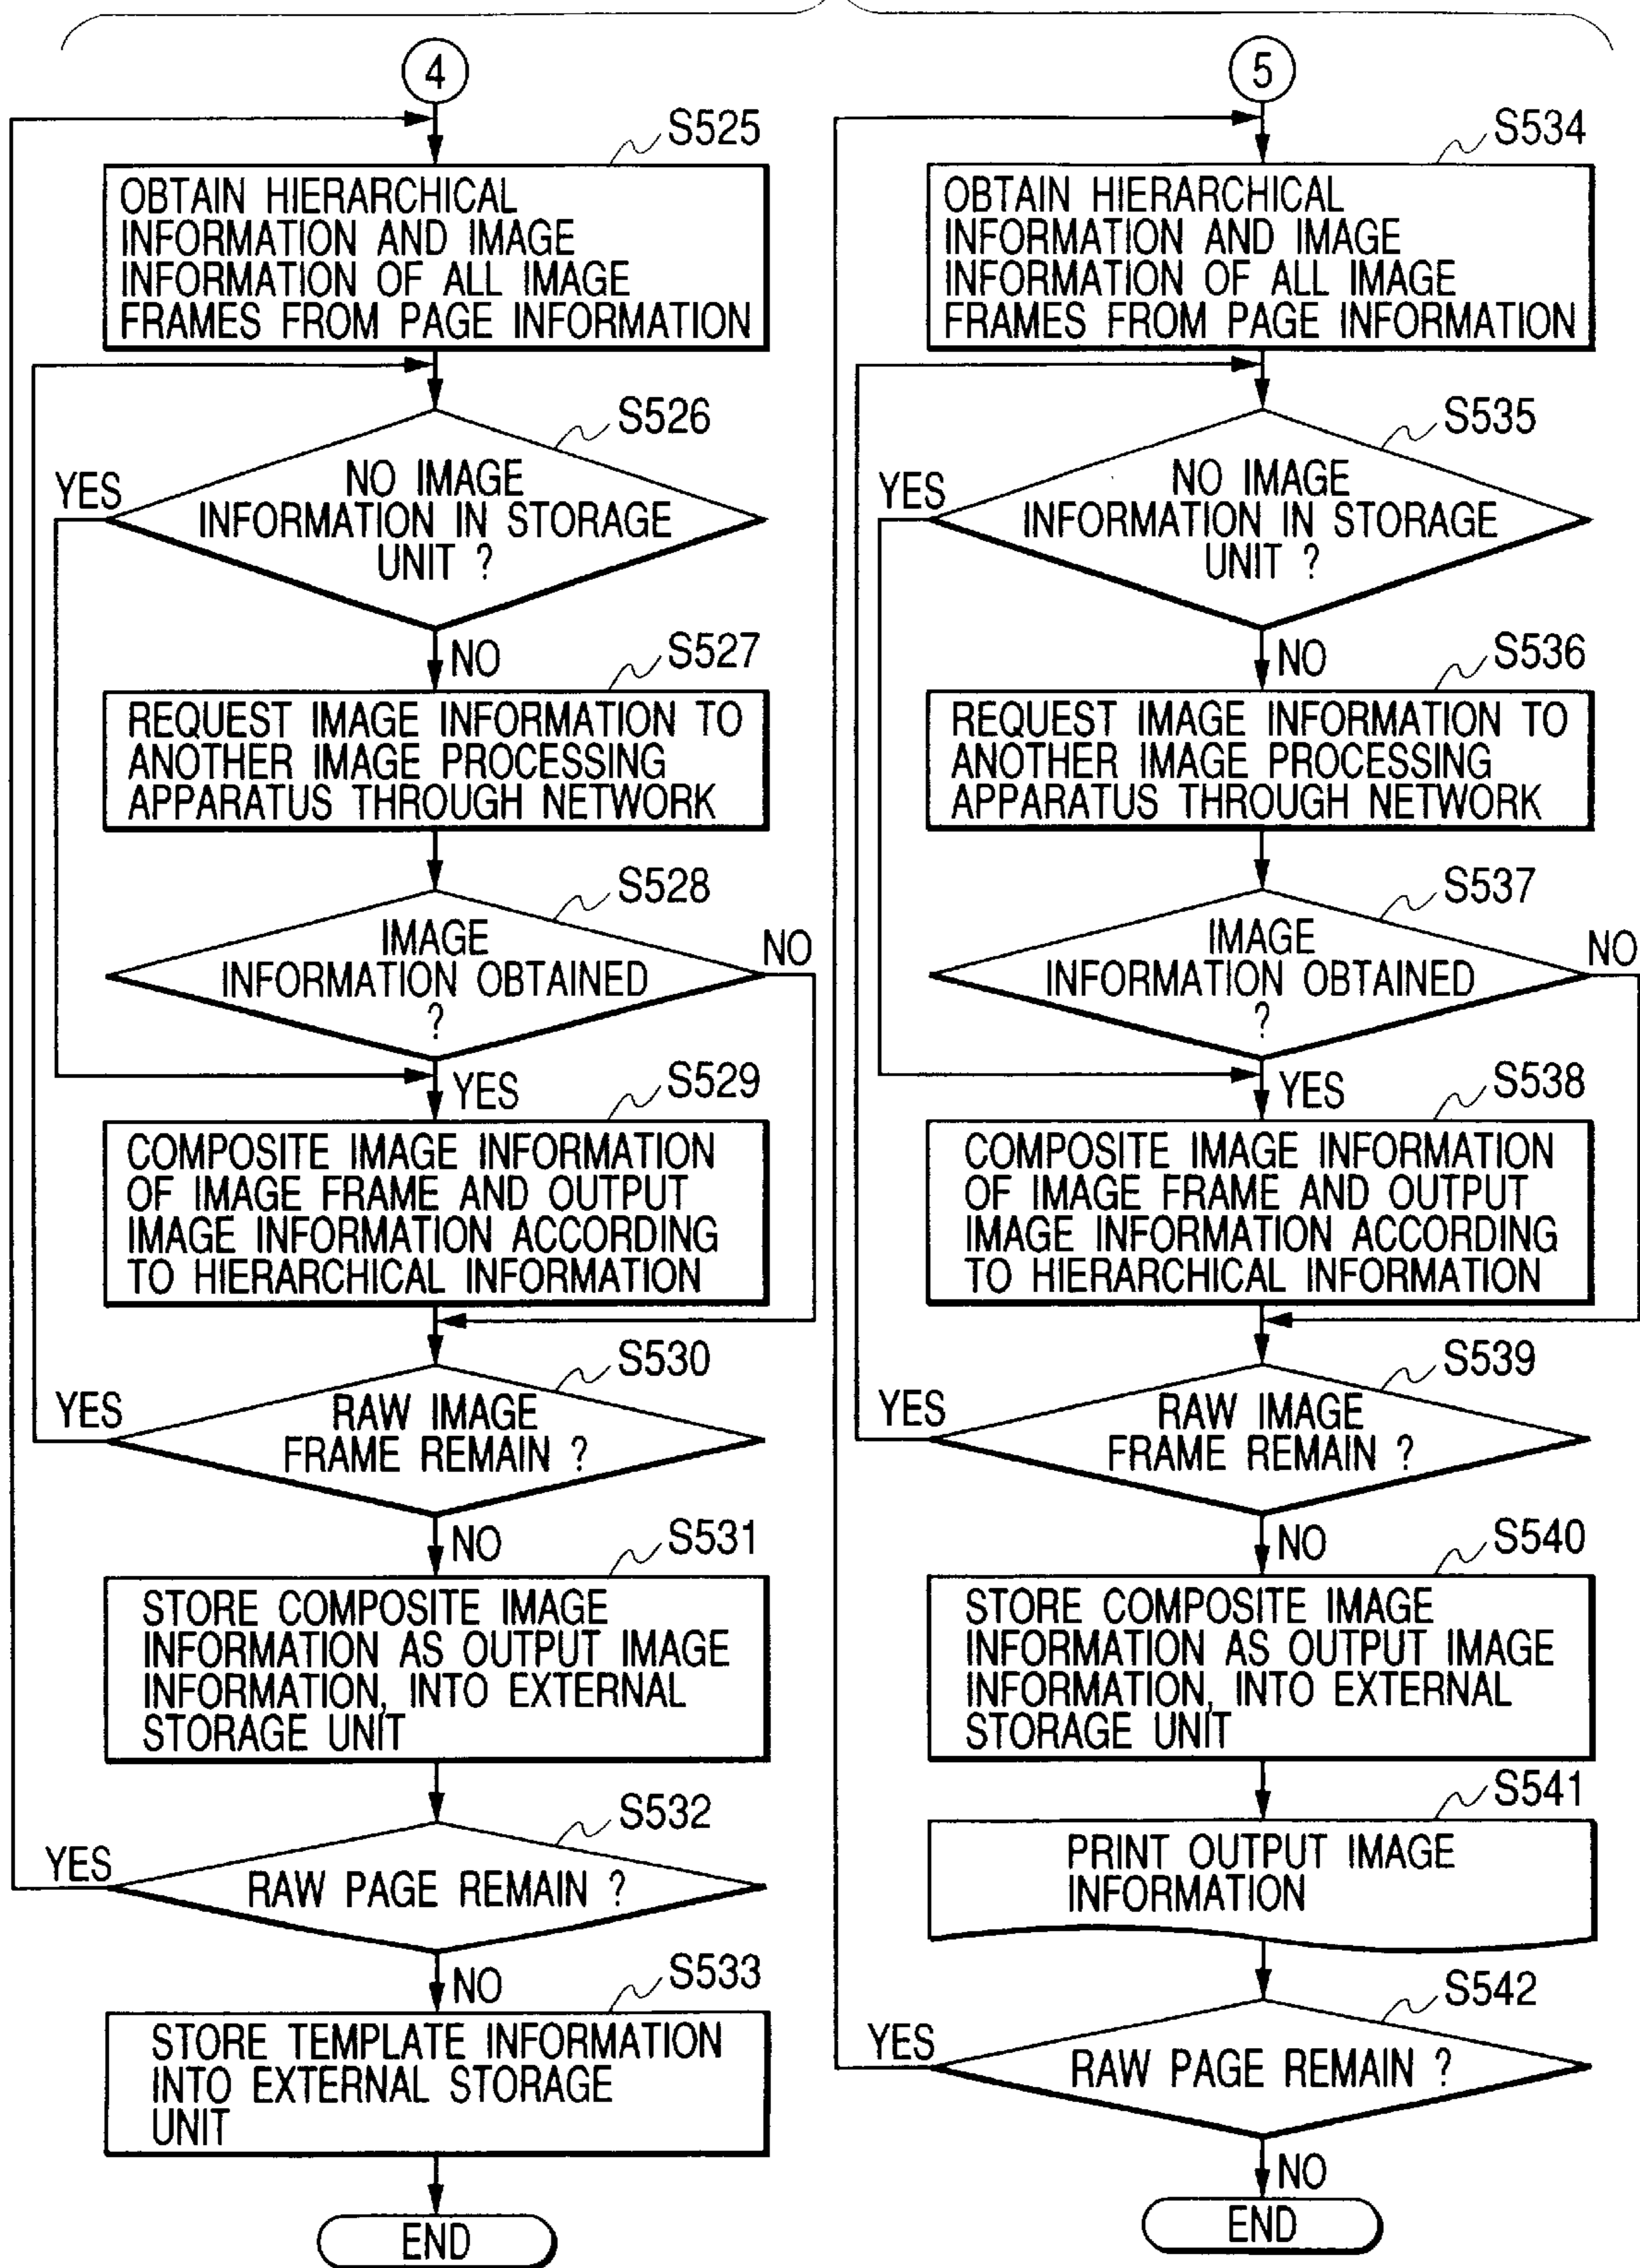 4
S525
OBTAIN HIERARCHICAL
INFORMATION AND IMAGE
INFORMATION OF ALL IMAGE
FRAMES FROM PAGE INFORMATION
S526
YES
NO IMAGE
INFORMATION IN STORAGE
UNIT ?
NO
S527
REQUEST IMAGE INFORMATION TO
ANOTHER IMAGE PROCESSING
APPARATUS THROUGH NETWORK
S528
IMAGE
INFORMATION OBTAINED
?
NO
YES
S529
COMPOSITE IMAGE INFORMATION
OF IMAGE FRAME AND OUTPUT
IMAGE INFORMATION ACCORDING
TO HIERARCHICAL INFORMATION
S530
YES
RAW IMAGE
FRAME REMAIN ?
NO
S531
STORE COMPOSITE IMAGE
INFORMATION AS OUTPUT IMAGE
INFORMATION, INTO EXTERNAL
STORAGE UNIT
S532
YES
RAW PAGE REMAIN ?
NO
S533
STORE TEMPLATE INFORMATION
INTO EXTERNAL STORAGE
UNIT
END
5
S534
OBTAIN HIERARCHICAL
INFORMATION AND IMAGE
INFORMATION OF ALL IMAGE
FRAMES FROM PAGE INFORMATION
S535
YES
NO IMAGE
INFORMATION IN STORAGE
UNIT ?
NO
S536
REQUEST IMAGE INFORMATION TO
ANOTHER IMAGE PROCESSING
APPARATUS THROUGH NETWORK
S537
IMAGE
INFORMATION OBTAINED
?
NO
YES
S538
COMPOSITE IMAGE INFORMATION
OF IMAGE FRAME AND OUTPUT
IMAGE INFORMATION ACCORDING
TO HIERARCHICAL INFORMATION
S539
YES
RAW IMAGE
FRAME REMAIN ?
NO
S540
STORE COMPOSITE IMAGE
INFORMATION AS OUTPUT IMAGE
INFORMATION, INTO EXTERNAL
STORAGE UNIT
S541
PRINT OUTPUT IMAGE
INFORMATION
S542
YES
RAW PAGE REMAIN ?
NO
END